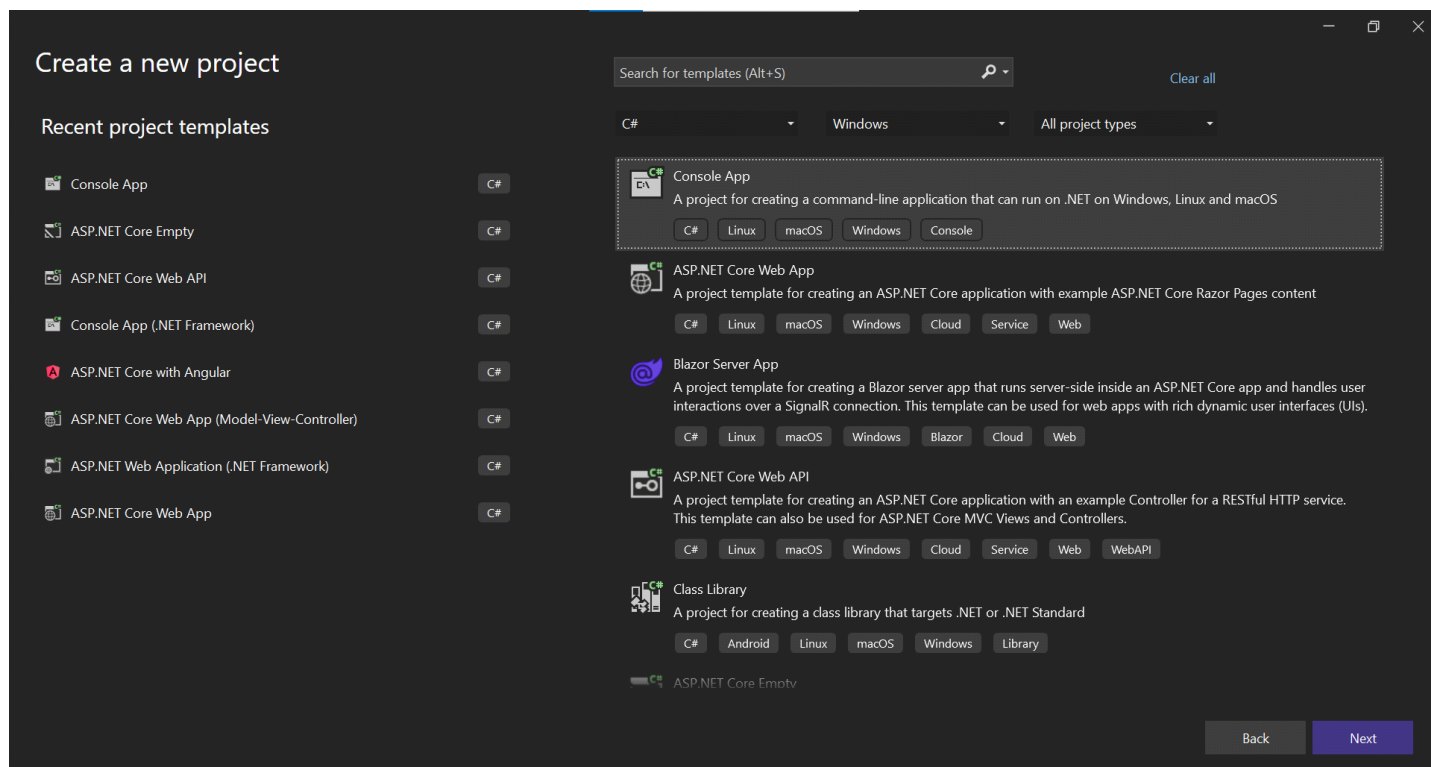 Create a new project
Search for templates (Alt+S)
Clear all
Recent project templates
C#
Windows
All project types
Console App
C#
ASP.NET Core Empty
C#
ASP.NET Core Web API
C#
Console App (.NET Framework)
C#
ASP.NET Core with Angular
C#
ASP.NET Core Web App (Model-View-Controller)
C#
ASP.NET Web Application (.NET Framework)
C#
ASP.NET Core Web App
C#
Console App
A project for creating a command-line application that can run on .NET on Windows, Linux and macOS
C# Linux macOS Windows Console
ASP.NET Core Web App
A project template for creating an ASP.NET Core application with example ASP.NET Core Razor Pages content
C# Linux macOS Windows Cloud Service Web
Blazor Server App
A project template for creating a Blazor server app that runs server-side inside an ASP.NET Core app and handles user
interactions over a SignalR connection. This template can be used for web apps with rich dynamic user interfaces (UIs).
C# Linux macOS Windows Blazor Cloud Web
ASP.NET Core Web API
A project template for creating an ASP.NET Core application with an example Controller for a RESTful HTTP service.
This template can also be used for ASP.NET Core MVC Views and Controllers.
C# Linux macOS Windows Cloud Service Web WebAPI
Class Library
A project for creating a class library that targets .NET or .NET Standard
C# Android Linux macOS Windows Library
ASP.NET Core Empty
Back
Next